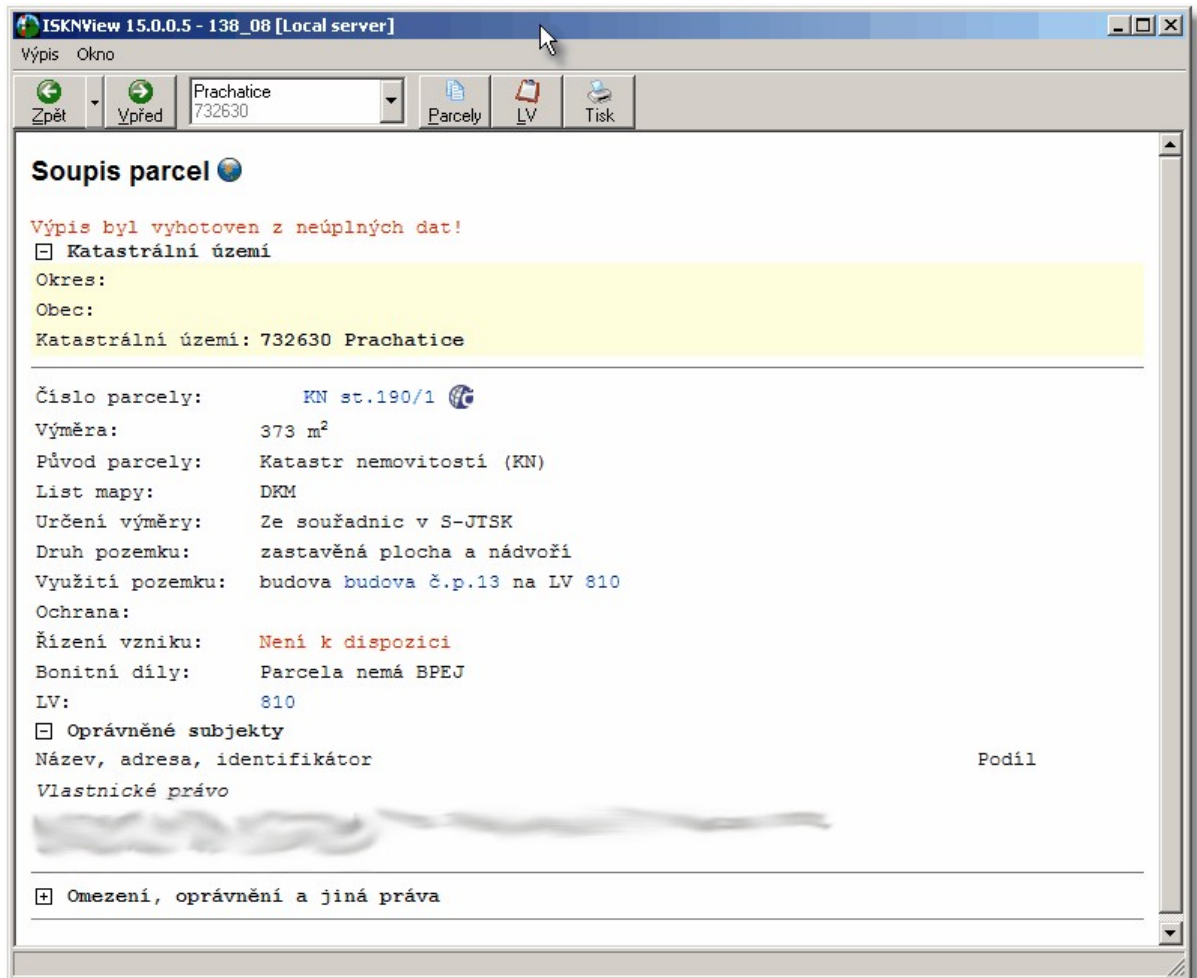 ISKNView 15.0.0.5 - 138_08 [Local server]
Výpis Okno
Zpět Vpřed Prachatice 732630 Parcely LV Tisk
Soupis parcel
Výpis byl vyhotoven z neúplných dat!
Katastrální území
Okres:
Obec:
Katastrální území: 732630 Prachatice
Číslo parcely: KN st.190/1
Výměra: 373 m²
Původ parcely: Katastr nemovitostí (KN)
List mapy: DKM
Určení výměry: Ze souřadnic v S-JTSK
Druh pozemku: zastavěná plocha a nádvoří
Využití pozemku: budova budova č.p.13 na LV 810
Ochrana:
Řízení vzniku: Není k dispozici
Bonitní díly: Parcela nemá BPEJ
LV: 810
Oprávněné subjekty
Název, adresa, identifikátor Podíl
Vlastnické právo
Omezení, oprávnění a jiná práva